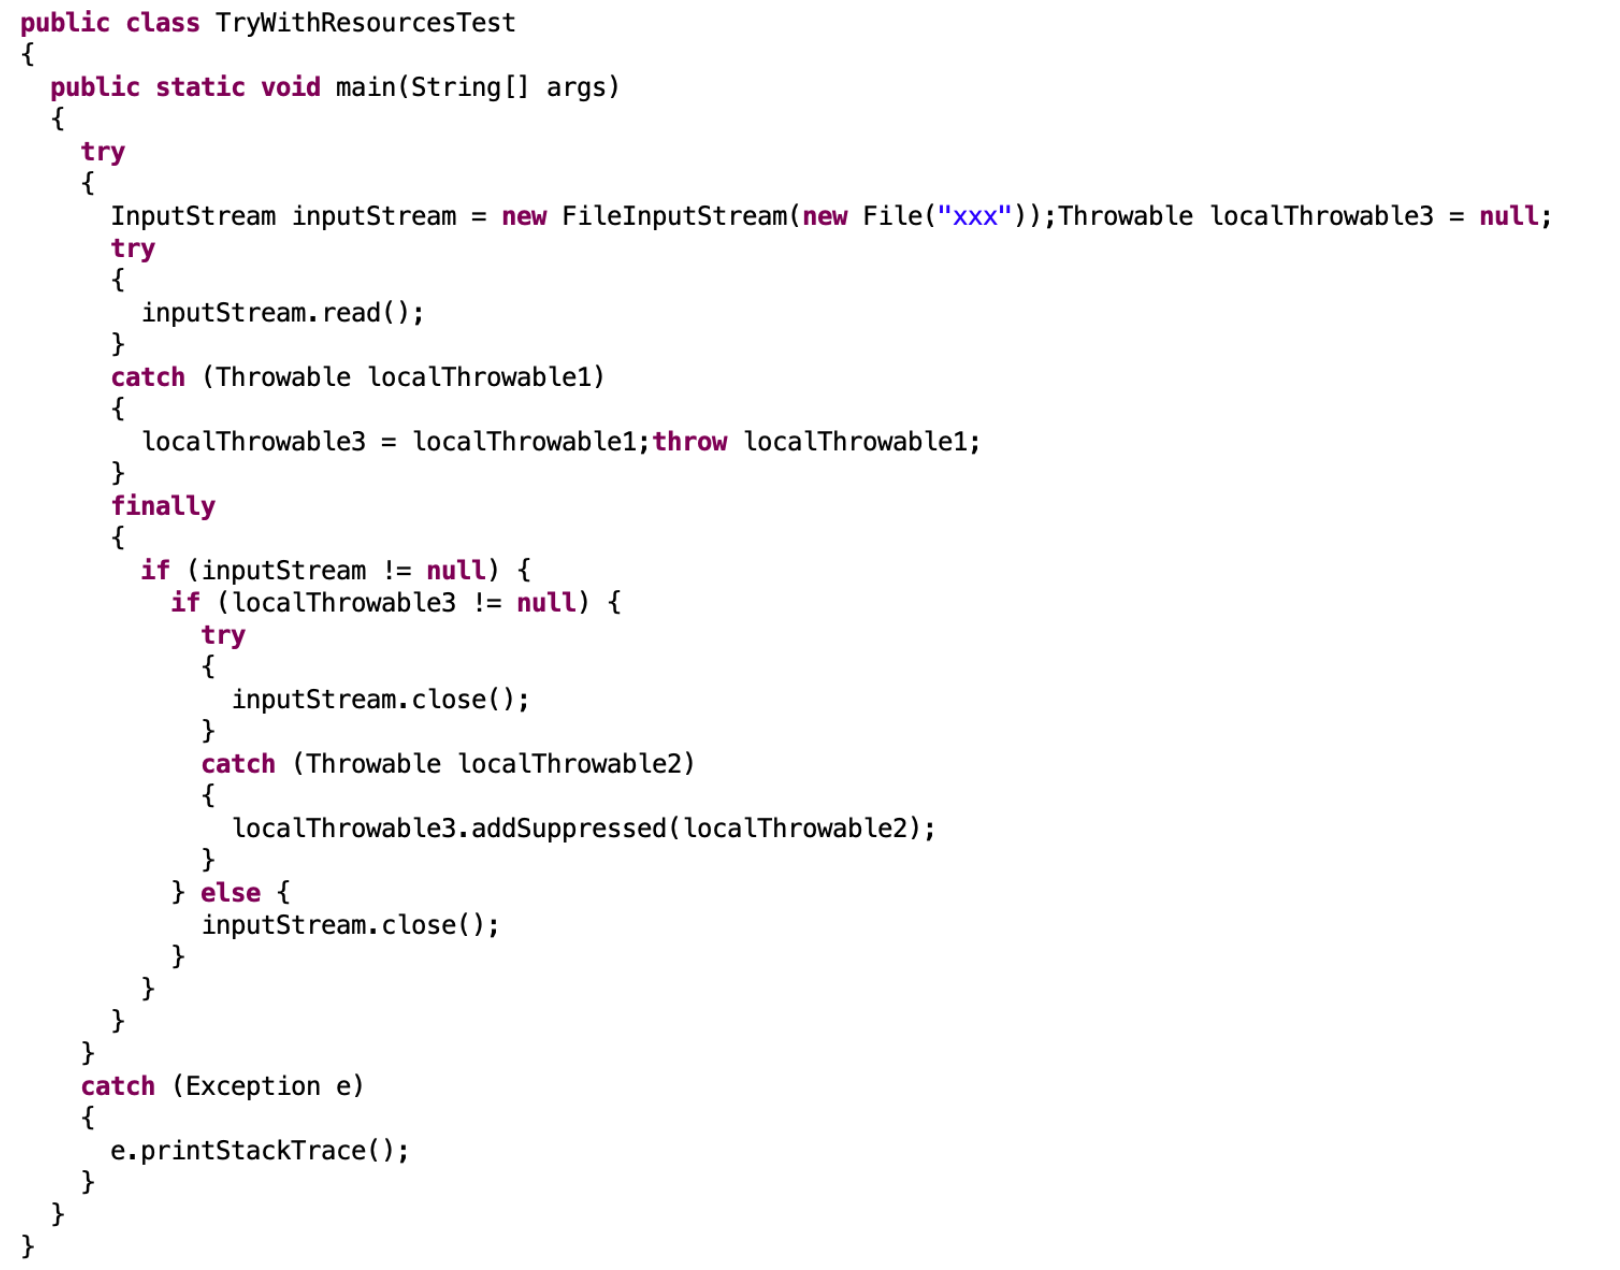 public class TryWithResourcesTest
{
  public static void main(String[] args)
  {
    try
    {
      InputStream inputStream = new FileInputStream(new File("xxx"));Throwable localThrowable3 = null;
      try
      {
        inputStream.read();
      }
      catch (Throwable localThrowable1)
      {
        localThrowable3 = localThrowable1;throw localThrowable1;
      }
      finally
      {
        if (inputStream != null) {
          if (localThrowable3 != null) {
            try
            {
              inputStream.close();
            }
            catch (Throwable localThrowable2)
            {
              localThrowable3.addSuppressed(localThrowable2);
            }
          } else {
            inputStream.close();
          }
        }
      }
    }
    catch (Exception e)
    {
      e.printStackTrace();
    }
  }
}